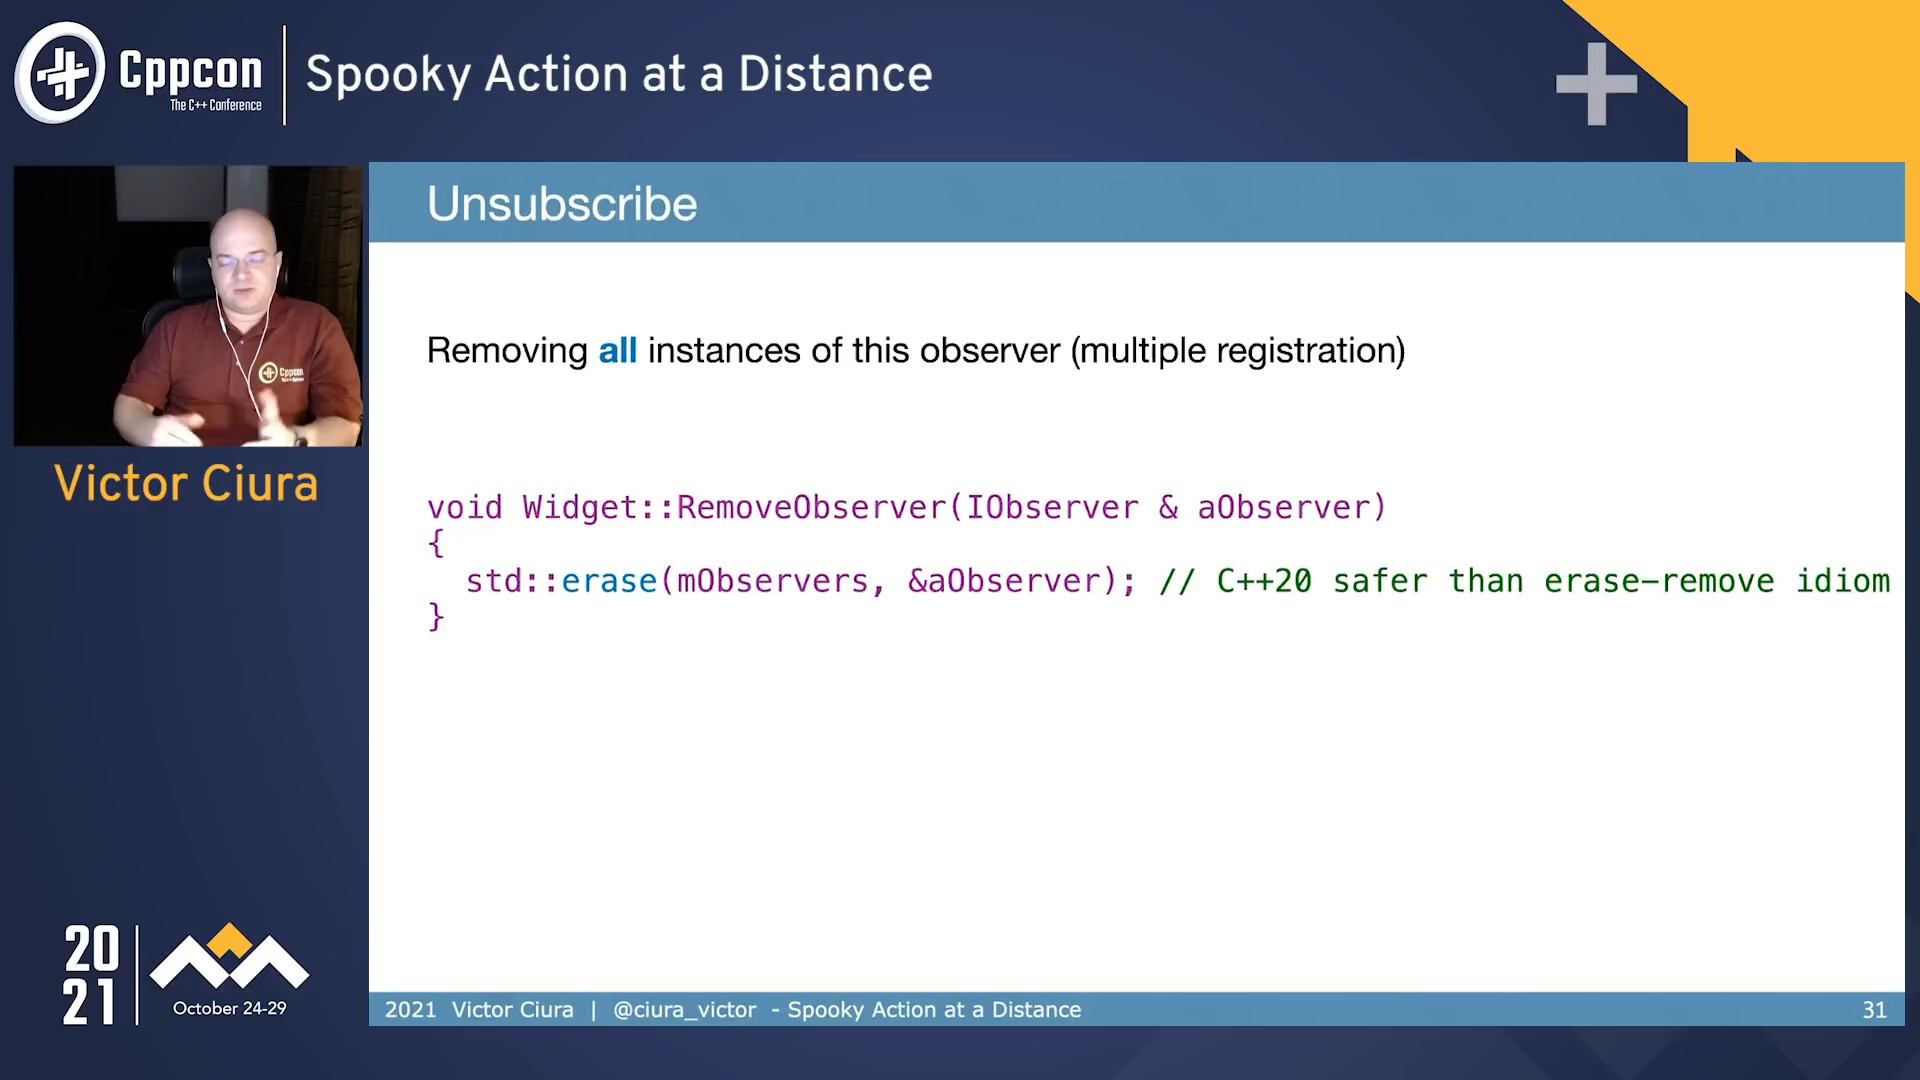 Cppcon
The C++ Conference
Spooky Action at a Distance
Unsubscribe
Cppcon
Victor Ciura
Removing all instances of this observer (multiple registration)
void Widget::RemoveObserver(IObserver & aObserver)
{
std::erase(mObservers, &aObserver); // C++20 safer than erase-remove idiom
}
20
21
October 24-29
2021 Victor Ciura | @ciura_victor - Spooky Action at a Distance
31